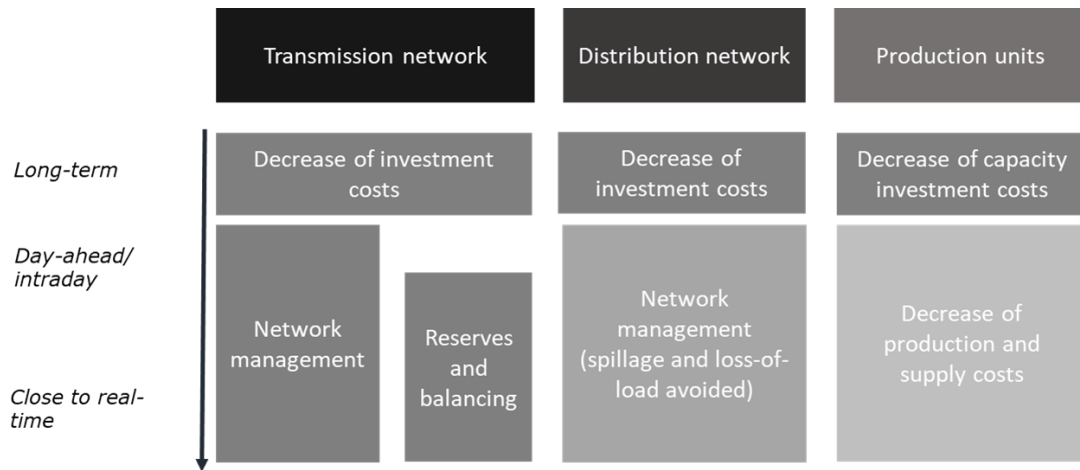 Transmission network
Distribution network
Production units
Long-term
Decrease of investment
costs
Decrease of
investment costs
Decrease of capacity
investment costs
Day-ahead/
intraday
Close to real-
time
Network
management
Reserves
and
balancing
Network
management
(spillage and loss-of-
load avoided)
Decrease of
production and
supply costs